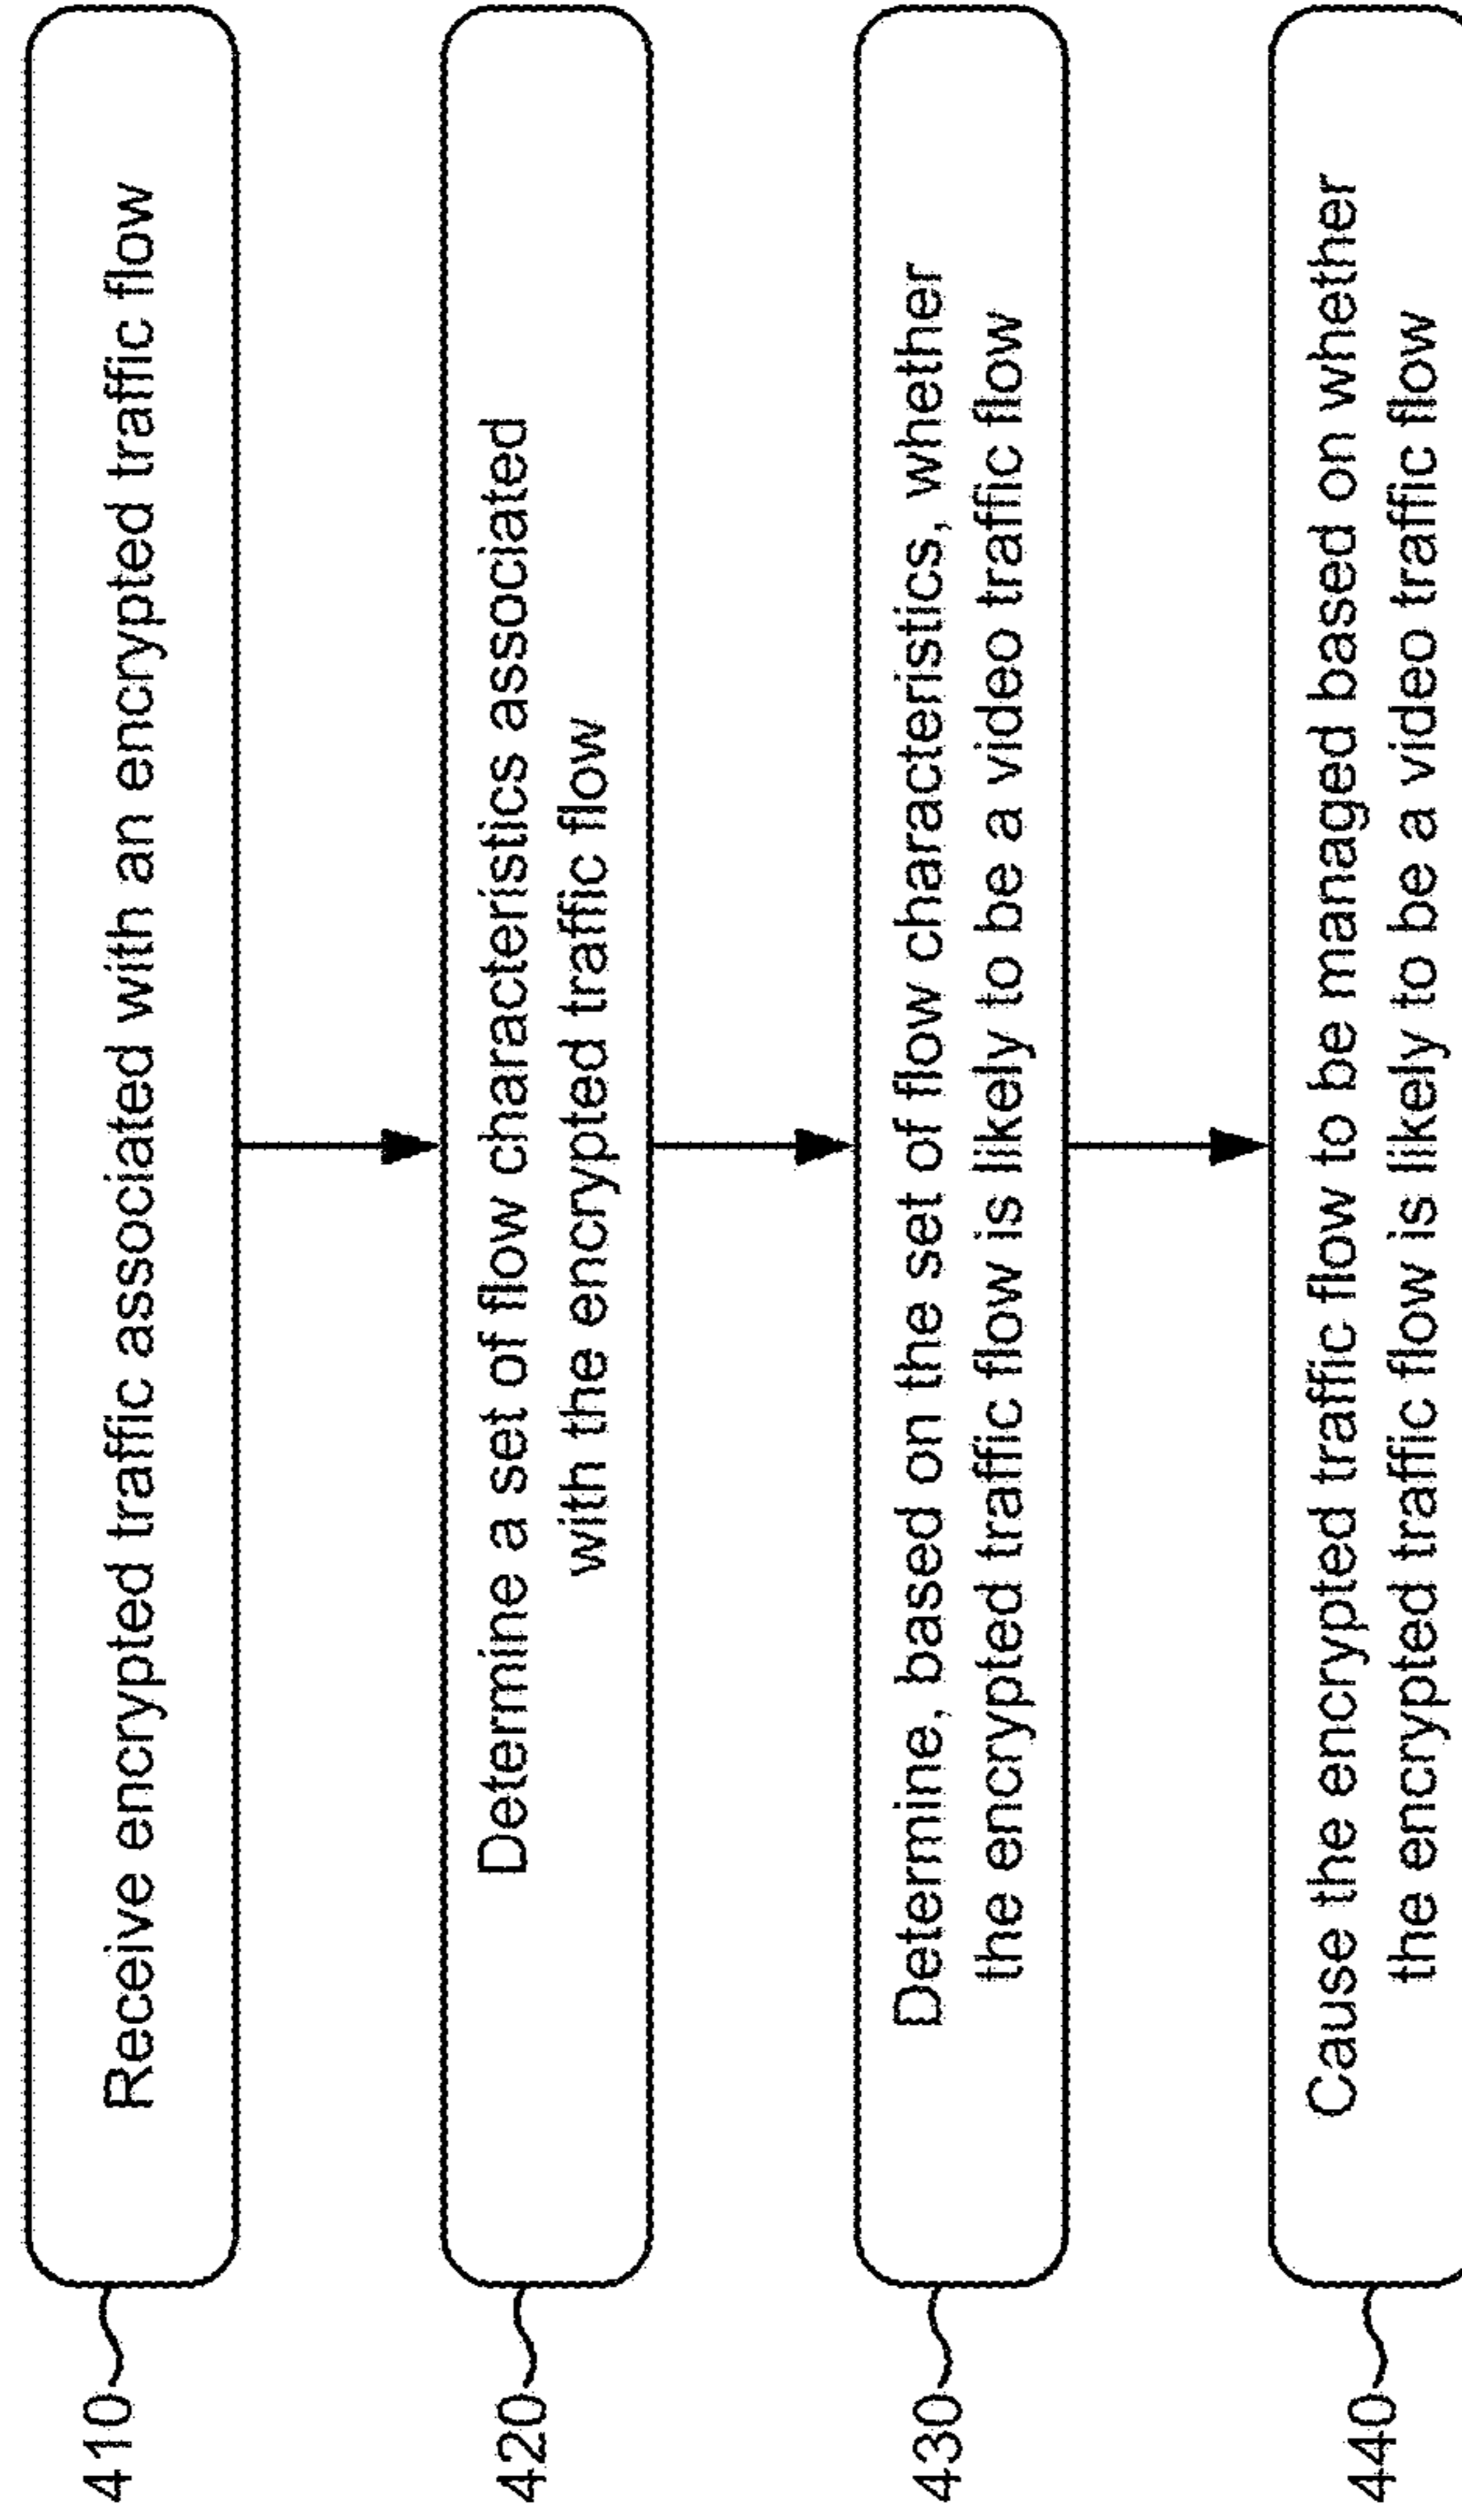 410
Receive encrypted traffic associated with an encrypted traffic flow
420
Determine a set of flow characteristics associated
with the encrypted traffic flow
430
Determine, based on the set of flow characteristics, whether
the encrypted traffic flow is likely to be a video traffic flow
440
Cause the encrypted traffic flow to be managed based on whether
the encrypted traffic flow is likely to be a video traffic flow